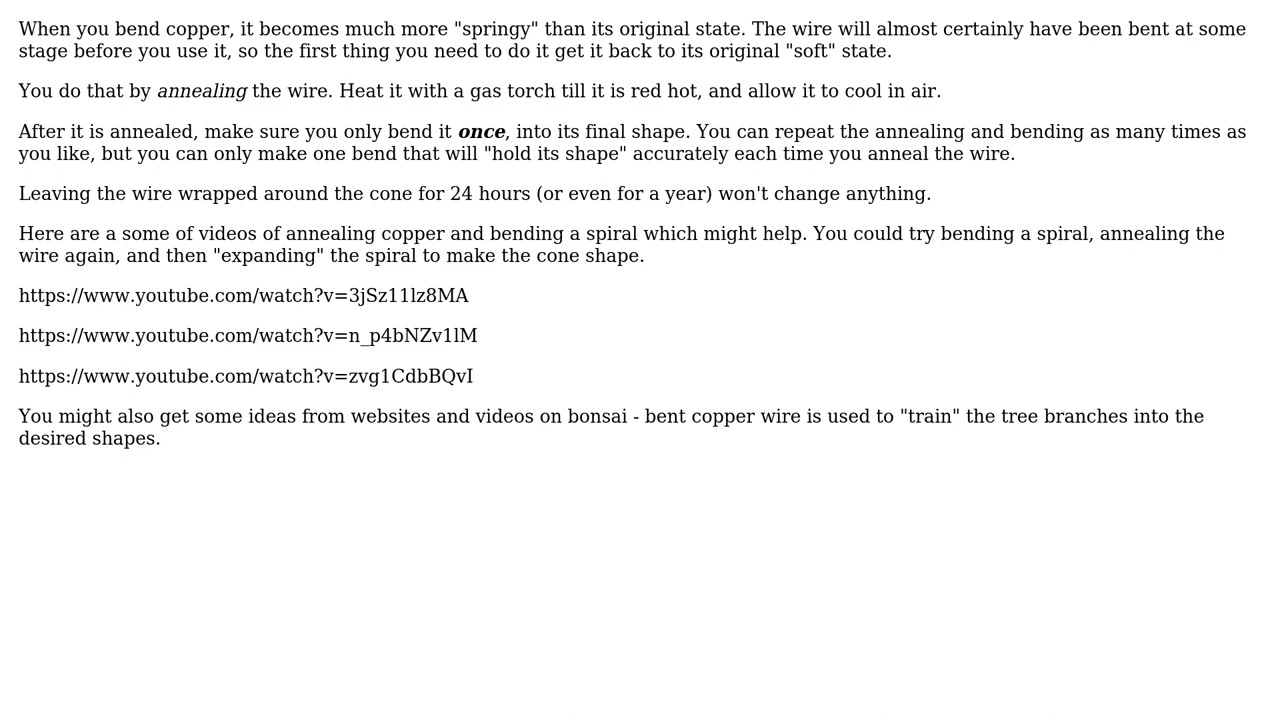 When you bend copper, it becomes much more "springy" than its original state. The wire will almost certainly have been bent at some
stage before you use it, so the first thing you need to do it get it back to its original "soft" state.
You do that by annealing the wire. Heat it with a gas torch till it is red hot, and allow it to cool in air.
After it is annealed, make sure you only bend it once, into its final shape. You can repeat the annealing and bending as many times as
you like, but you can only make one bend that will "hold its shape" accurately each time you anneal the wire.
Leaving the wire wrapped around the cone for 24 hours (or even for a year) won't change anything.
Here are a some of videos of annealing copper and bending a spiral which might help. You could try bending a spiral, annealing the
wire again, and then "expanding" the spiral to make the cone shape.
https://www.youtube.com/watch?v=3jSz11lz8MA
https://www.youtube.com/watch?v=n_p4bNZv1lM
https://www.youtube.com/watch?v=zvg1CdbBQvI
You might also get some ideas from websites and videos on bonsai - bent copper wire is used to "train" the tree branches into the
desired shapes.